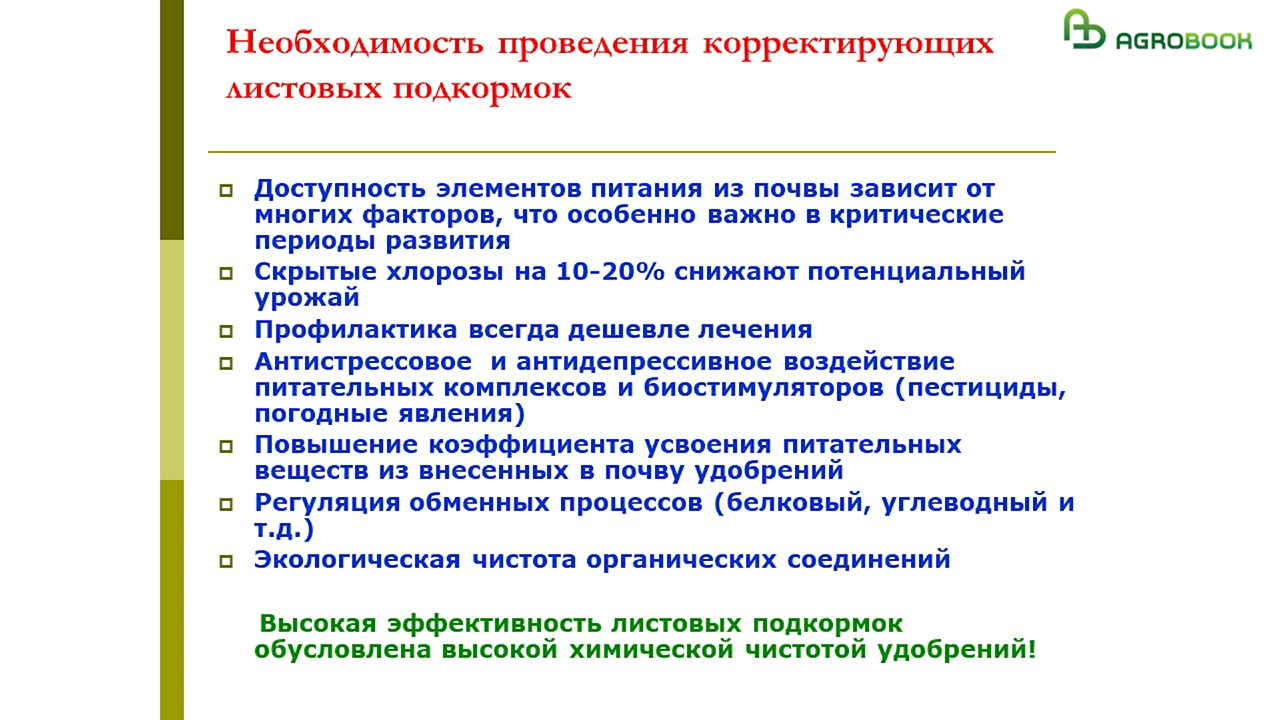 Необходимость проведения корректирующих
листовых подкормок
AGROBOOK
Доступность элементов питания из почвы зависит от
многих факторов, что особенно важно в критические
периоды развития
Скрытые хлорозы на 10-20% снижают потенциальный
урожай
Профилактика всегда дешевле лечения
Антистрессовое и антидепрессивное воздействие
питательных комплексов и биостимуляторов (пестициды,
погодные явления)
Повышение коэффициента усвоения питательных
веществ из внесенных в почву удобрений
Регуляция обменных процессов (белковый, углеводный и
т.д.)
Экологическая чистота органических соединений
Высокая эффективность листовых подкормок
обусловлена высокой химической чистотой удобрений!